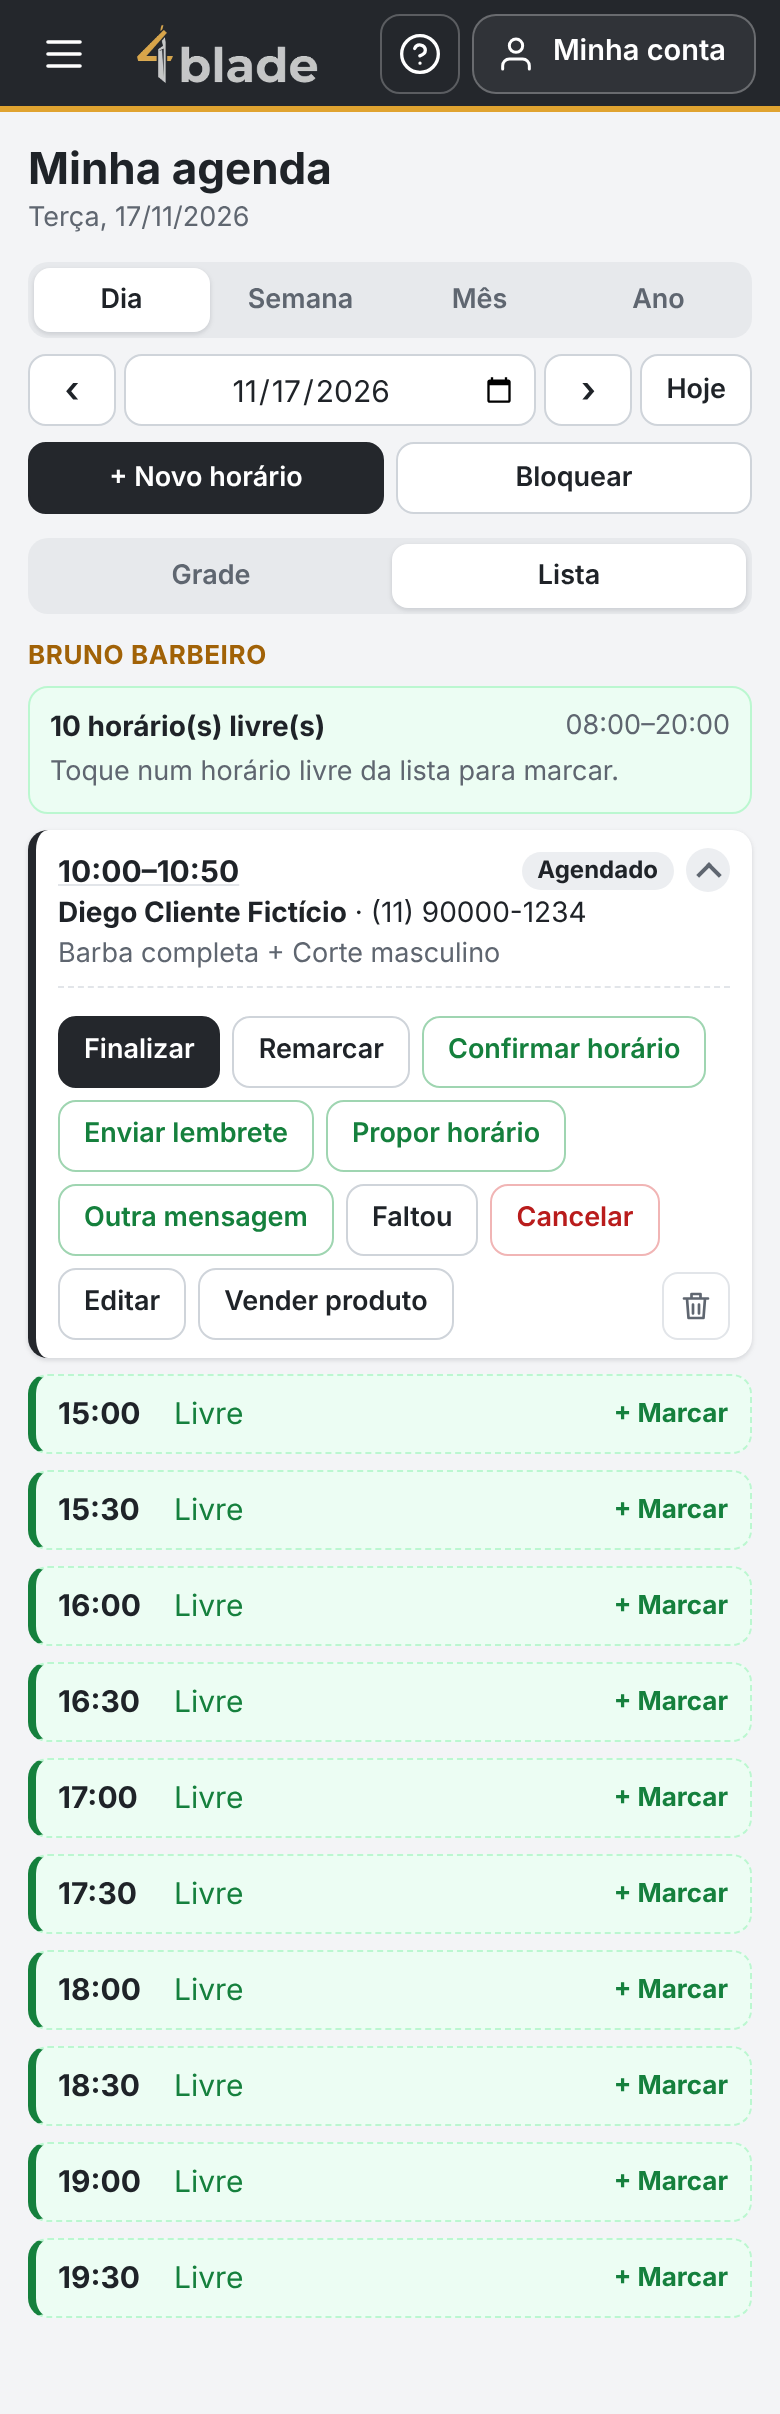 4blade
Minha conta
Minha agenda
Terça, 17/11/2026
Dia Semana Mês Ano
‹ 11/17/2026 › Hoje
+ Novo horário Bloquear
Grade Lista
BRUNO BARBEIRO
10 horário(s) livre(s) 08:00–20:00
Toque num horário livre da lista para marcar.
10:00–10:50 Agendado
Diego Cliente Fictício · (11) 90000-1234
Barba completa + Corte masculino
Finalizar Remarcar Confirmar horário
Enviar lembrete Propor horário
Outra mensagem Faltou Cancelar
Editar Vender produto
15:00 Livre + Marcar
15:30 Livre + Marcar
16:00 Livre + Marcar
16:30 Livre + Marcar
17:00 Livre + Marcar
17:30 Livre + Marcar
18:00 Livre + Marcar
18:30 Livre + Marcar
19:00 Livre + Marcar
19:30 Livre + Marcar